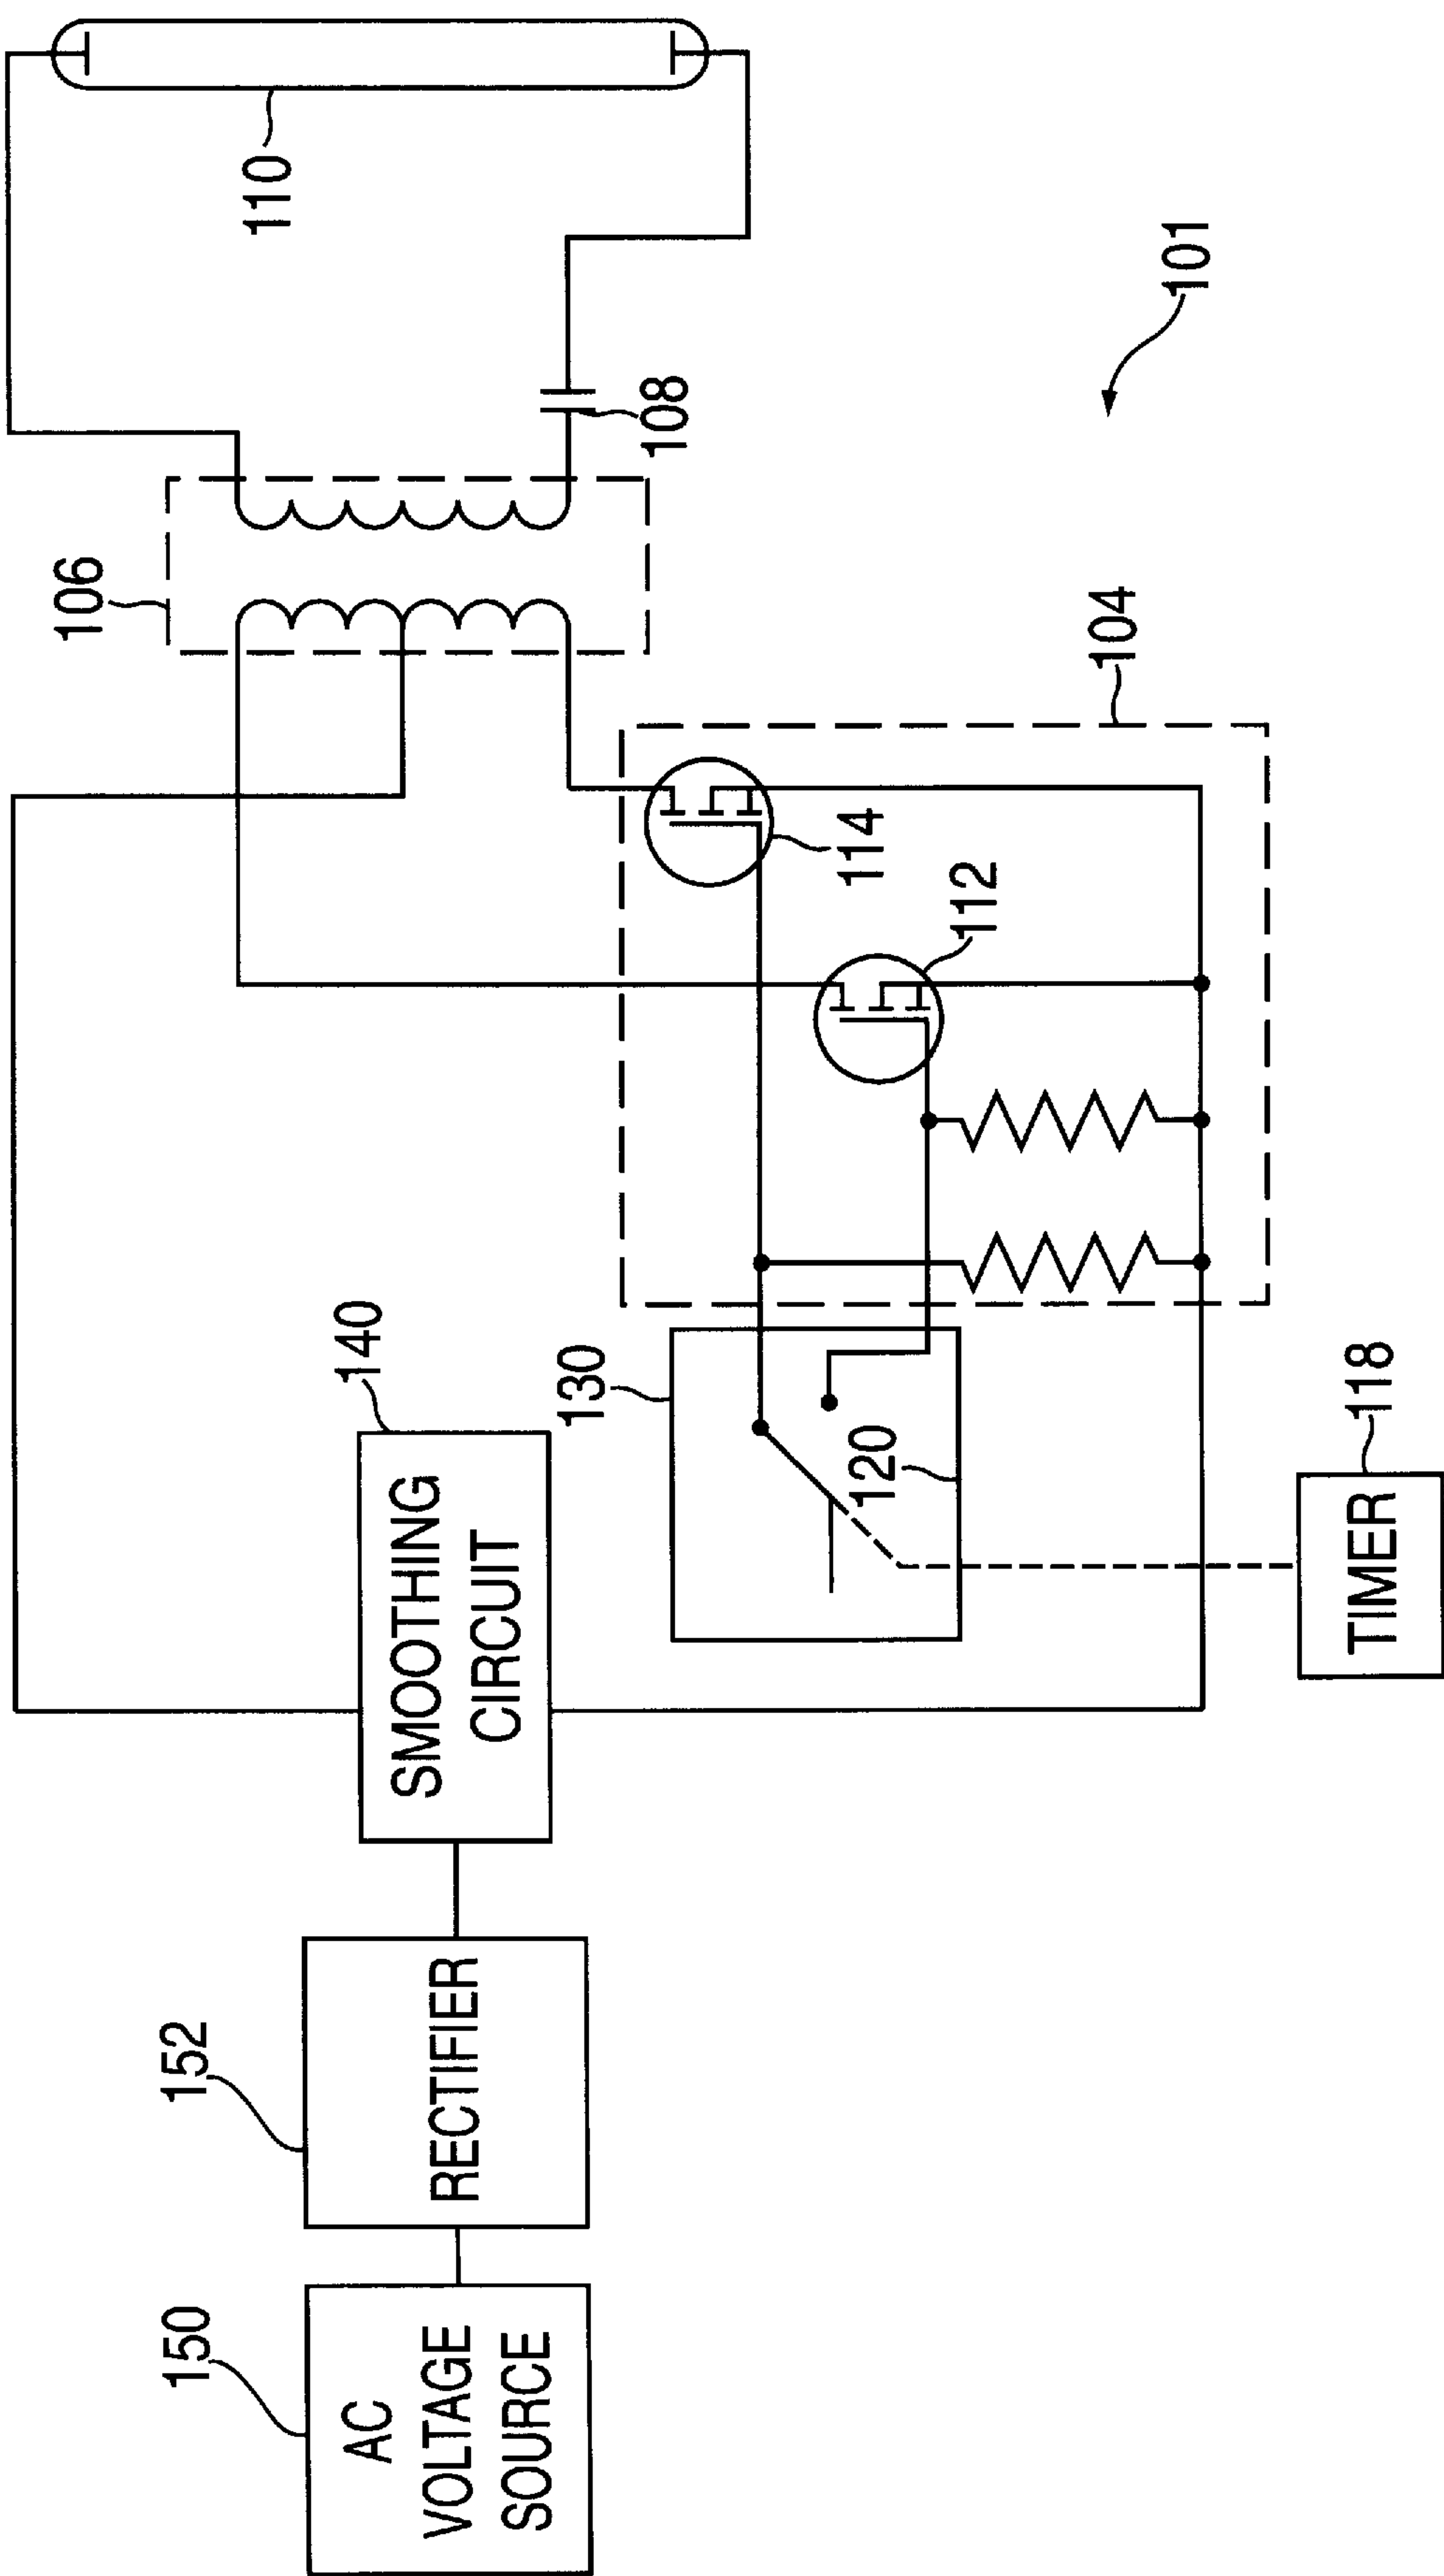 150
AC
VOLTAGE
SOURCE
152
RECTIFIER
140
SMOOTHING
CIRCUIT
130
120
118
TIMER
112
114
104
106
108
110
101